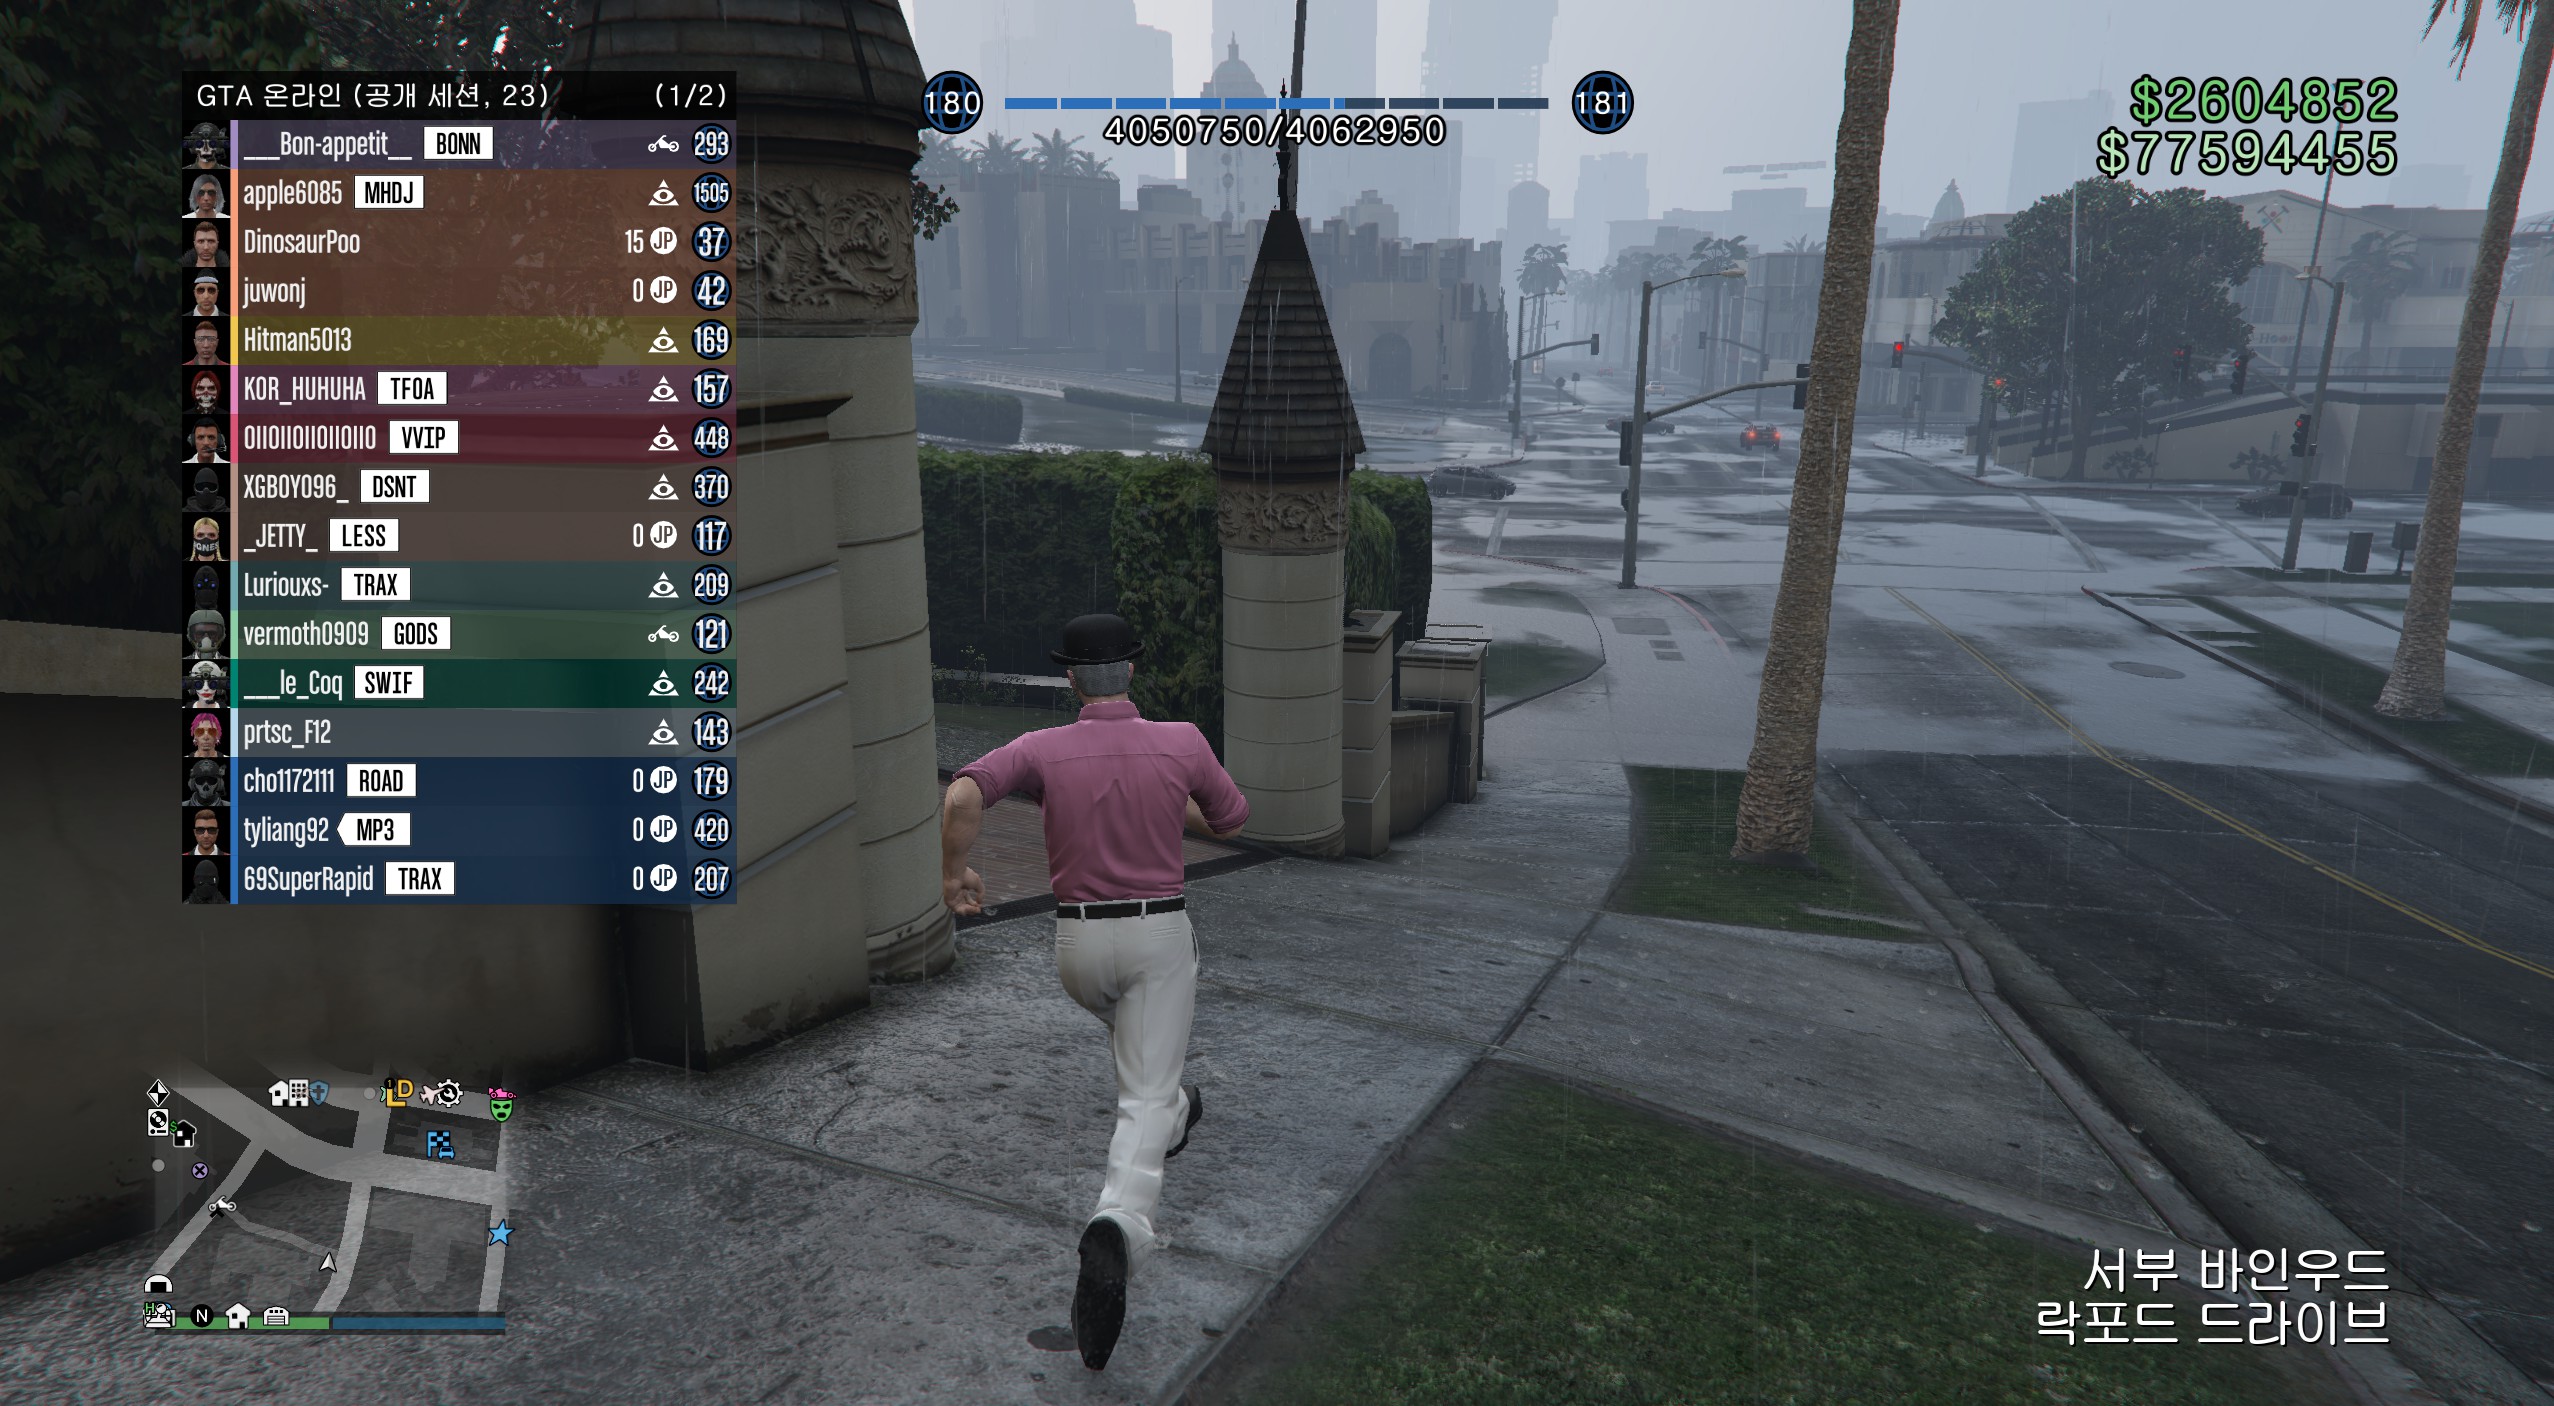 GTA 온라인 (공개 세션, 23) (1/2)
___Bon-appetit__ BONN 293
apple6085 MHDJ 1505
DinosaurPoo 15 JP 37
juwonj 0 JP 42
Hitman5013 169
KOR_HUHUHA TFOA 157
VVIP 448
XGBOY096_ DSNT 370
_JETTY_ LESS 0 JP 117
Luriouxs- TRAX 209
vermoth0909 GODS 121
___le_Coq SWIF 242
prtsc_F12 143
cho1172111 ROAD 0 JP 179
tyliang92 MP3 0 JP 420
69SuperRapid TRAX 0 JP 207
180 181
4050750/4062950
$2604852
$77594455
LD
N
서부 바인우드
락포드 드라이브